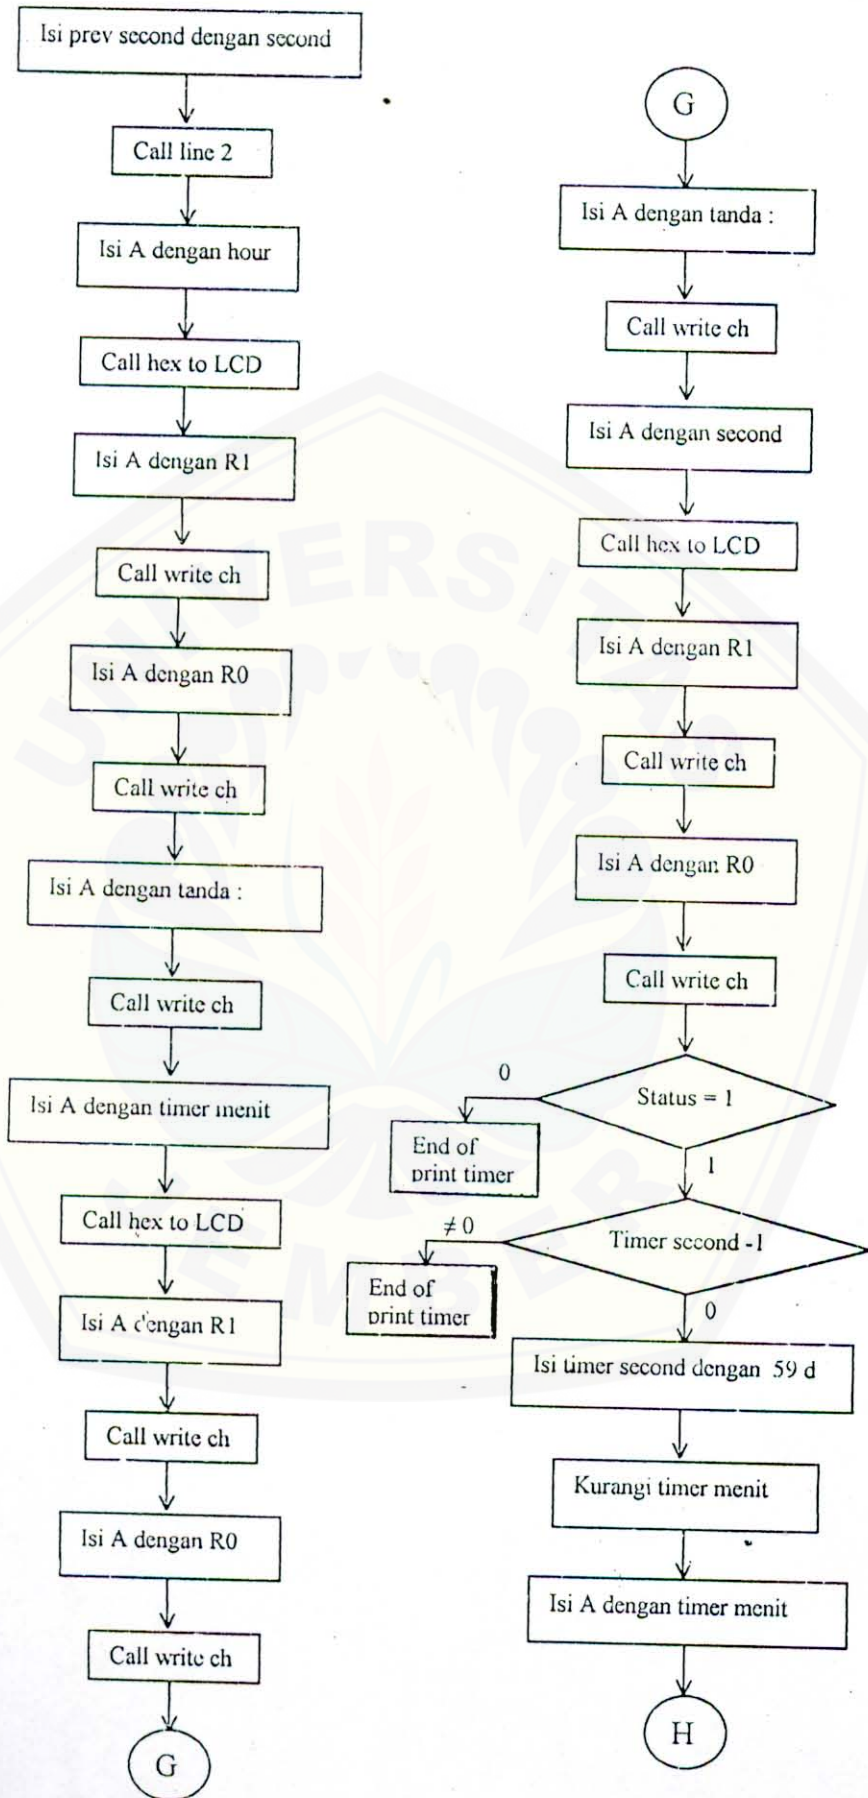 Isi prev second dengan second
Call line 2
Isi A dengan hour
Call hex to LCD
Isi A dengan R1
Call write ch
Isi A dengan R0
Call write ch
Isi A dengan tanda :
Call write ch
Isi A dengan timer menit
Call hex to LCD
Isi A dengan R1
Call write ch
Isi A dengan R0
Call write ch
G
G
Isi A dengan tanda :
Call write ch
Isi A dengan second
Call hex to LCD
Isi A dengan R1
Call write ch
Isi A dengan R0
Call write ch
Status = 1
0
End of
print timer
1
Timer second -1
≠ 0
End of
print timer
0
Isi timer second dengan 59 d
Kurangi timer menit
Isi A dengan timer menit
H
UNIVERSITAS
JEMBER